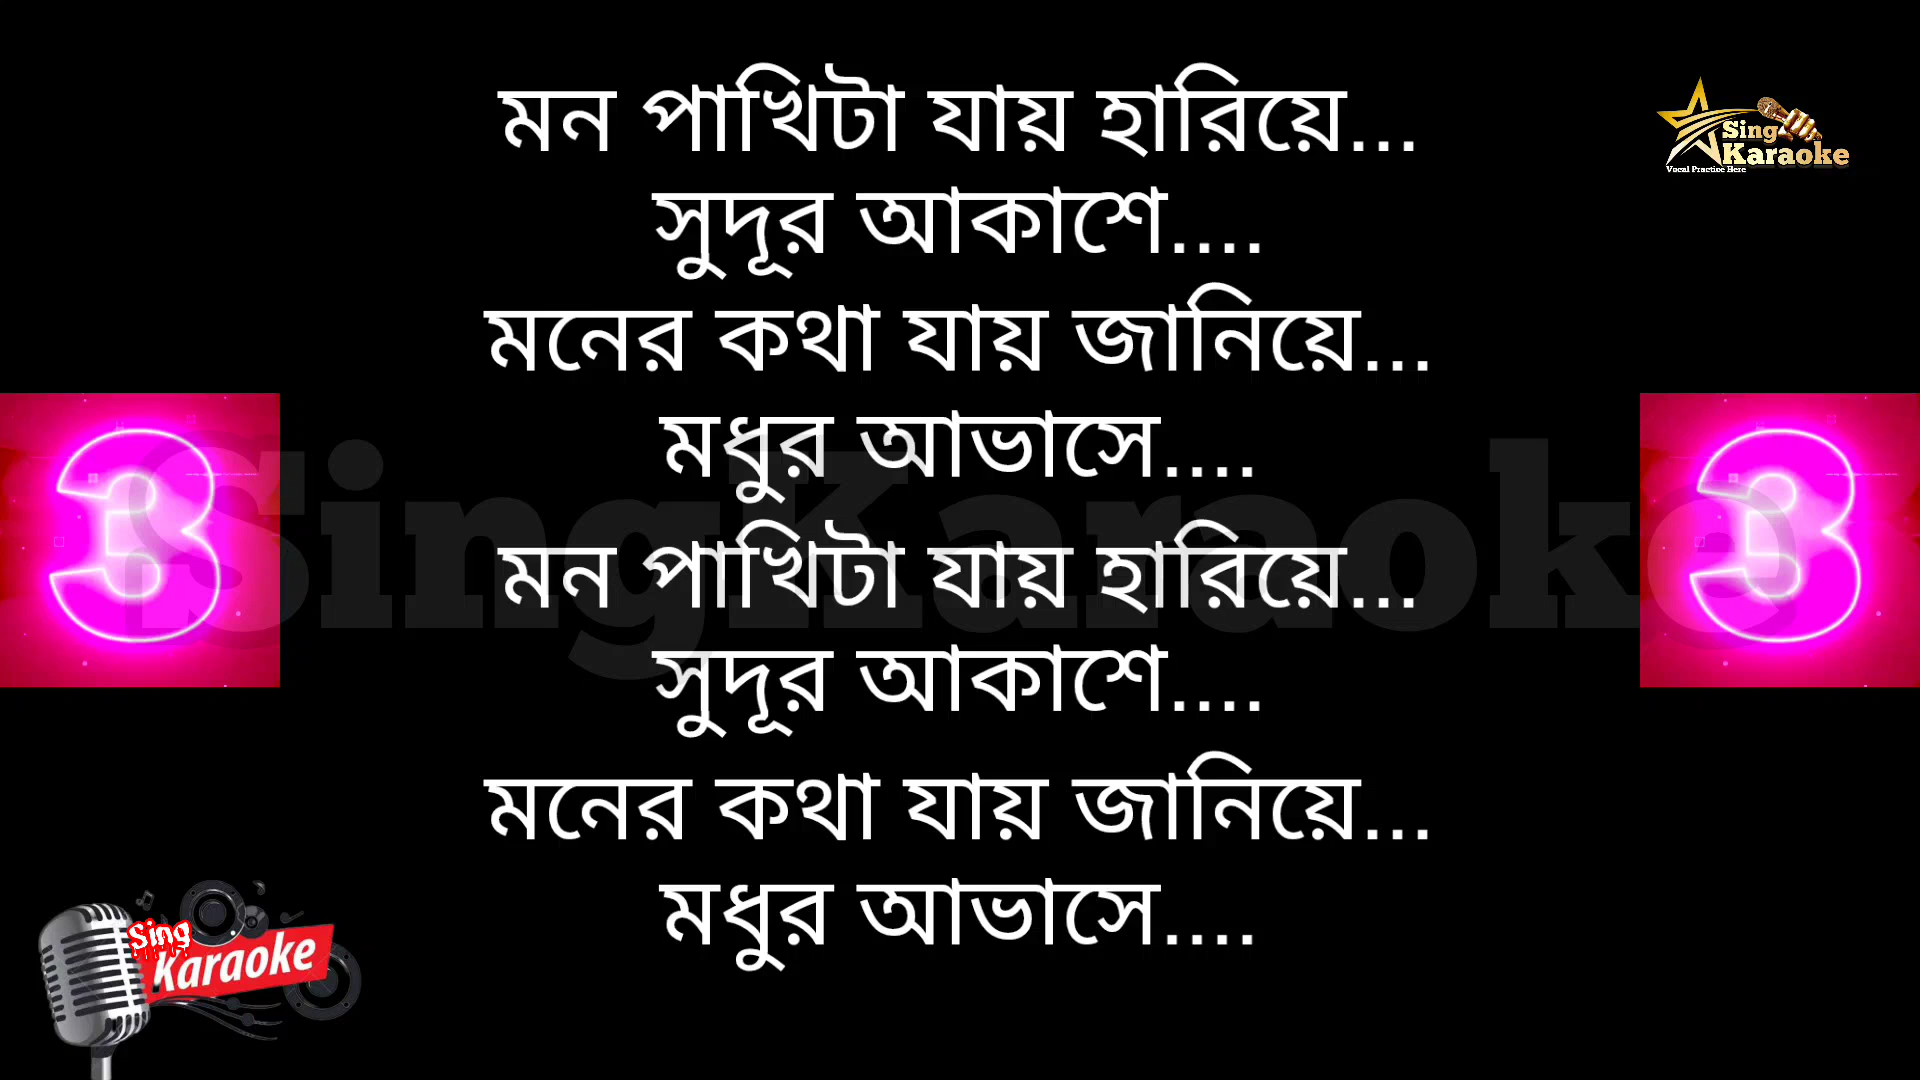 মন পাখিটা যায় হারিয়ে...
Sing
Karaoke
Vocal Practice Here
সুদূর আকাশে....
মনের কথা যায় জানিয়ে...
মধুর আভাসে....
3
3
SingKaraoke
মন পাখিটা যায় হারিয়ে...
সুদূর আকাশে....
মনের কথা যায় জানিয়ে...
মধুর আভাসে....
Sing
Karaoke